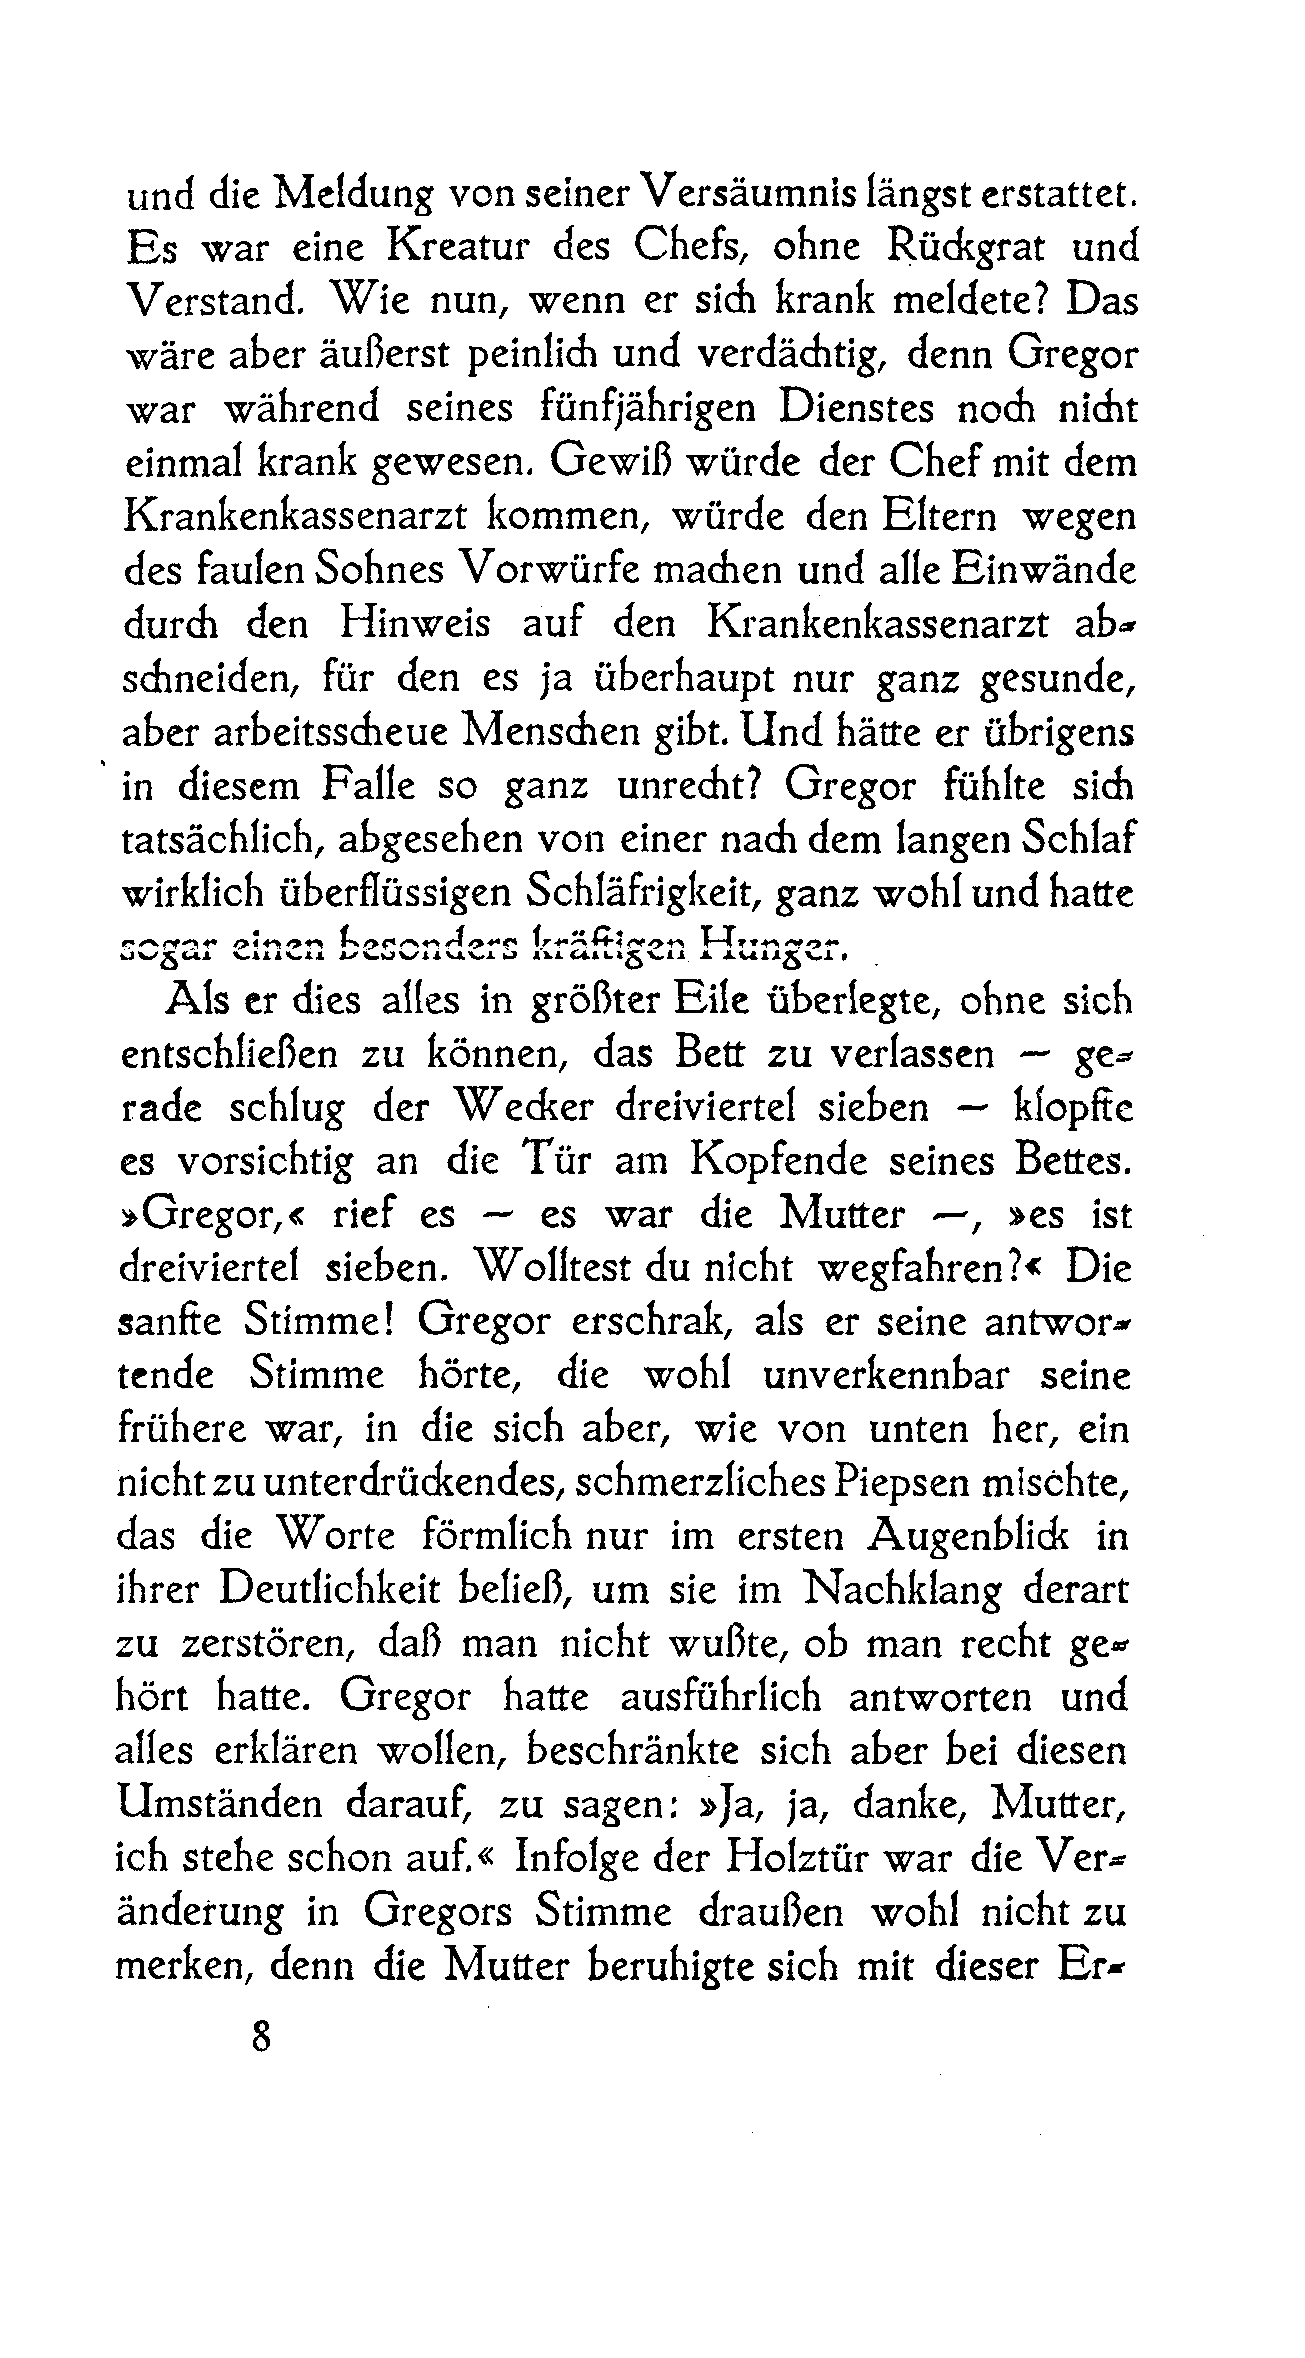 und die Meldung von seiner Versäumnis längst erstattet.
Es war eine Kreatur des Chefs, ohne Rückgrat und
Verstand. Wie nun, wenn er sich krank meldete? Das
wäre aber äußerst peinlich und verdächtig, denn Gregor
war während seines fünfjährigen Dienstes noch nicht
einmal krank gewesen. Gewiß würde der Chef mit dem
Krankenkassenarzt kommen, würde den Eltern wegen
des faulen Sohnes Vorwürfe machen und alle Einwände
durch den Hinweis auf den Krankenkassenarzt ab-
schneiden, für den es ja überhaupt nur ganz gesunde,
aber arbeitsscheue Menschen gibt. Und hätte er übrigens
in diesem Falle so ganz unrecht? Gregor fühlte sich
tatsächlich, abgesehen von einer nach dem langen Schlaf
wirklich überflüssigen Schläfrigkeit, ganz wohl und hatte
sogar einen besonders kräftigen Hunger.
Als er dies alles in größter Eile überlegte, ohne sich
entschließen zu können, das Bett zu verlassen — ge-
rade schlug der Wecker dreiviertel sieben — klopfte
es vorsichtig an die Tür am Kopfende seines Bettes.
»Gregor,« rief es — es war die Mutter —, »es ist
dreiviertel sieben. Wolltest du nicht wegfahren?« Die
sanfte Stimme! Gregor erschrak, als er seine antwor-
tende Stimme hörte, die wohl unverkennbar seine
frühere war, in die sich aber, wie von unten her, ein
nicht zu unterdrückendes, schmerzliches Piepsen mischte,
das die Worte förmlich nur im ersten Augenblick in
ihrer Deutlichkeit beließ, um sie im Nachklang derart
zu zerstören, daß man nicht wußte, ob man recht ge-
hört hatte. Gregor hatte ausführlich antworten und
alles erklären wollen, beschränkte sich aber bei diesen
Umständen darauf, zu sagen: »Ja, ja, danke, Mutter,
ich stehe schon auf.« Infolge der Holztür war die Ver-
änderung in Gregors Stimme draußen wohl nicht zu
merken, denn die Mutter beruhigte sich mit dieser Er-
8